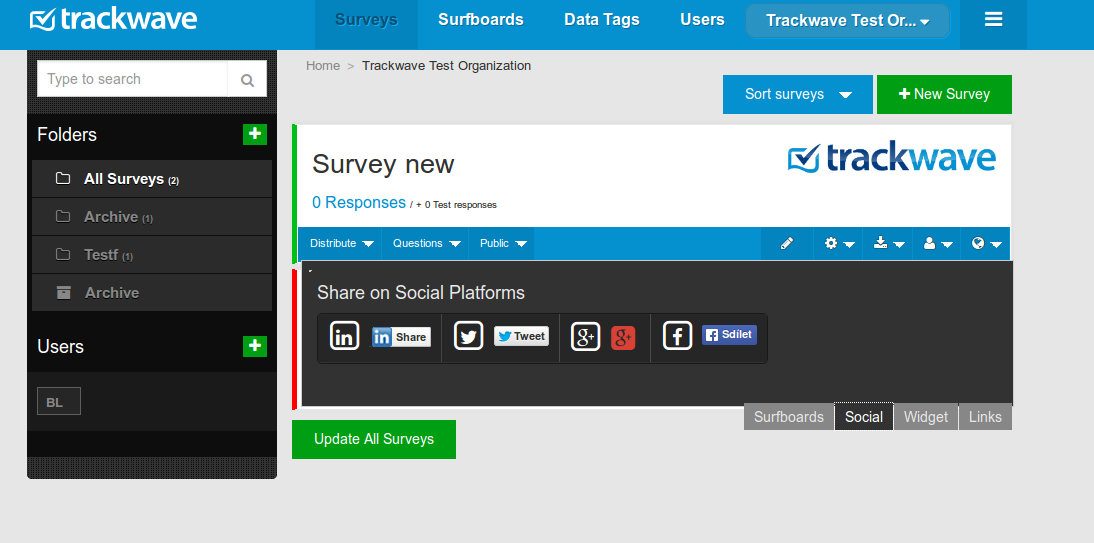 trackwave
Surveys Surfboards Data Tags Users Trackwave Test Or...
Type to search
Home > Trackwave Test Organization
Sort surveys
New Survey
Folders
All Surveys (2)
Archive (1)
Testf (1)
Archive
Users
BL
Survey new
trackwave
0 Responses / + 0 Test responses
Distribute Questions Public
Share on Social Platforms
in in Share Tweet g+ g+ f f Sdilet
Surfboards Social Widget Links
Update All Surveys